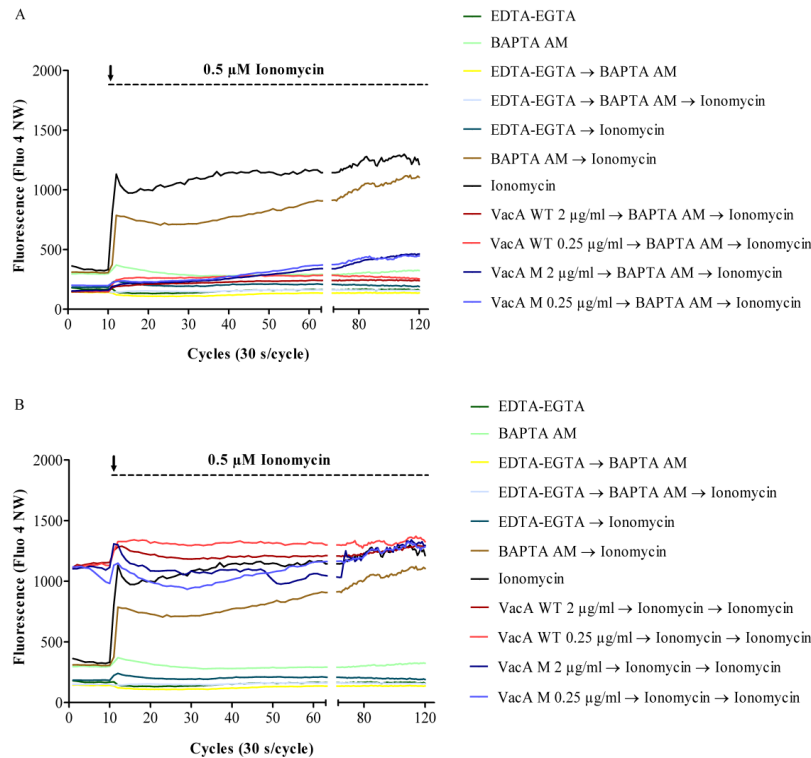 A
EDTA-EGTA
BAPTA AM
EDTA-EGTA → BAPTA AM
EDTA-EGTA → BAPTA AM → Ionomycin
EDTA-EGTA → Ionomycin
BAPTA AM → Ionomycin
Ionomycin
VacA WT 2 µg/ml → BAPTA AM → Ionomycin
VacA WT 0.25 µg/ml → BAPTA AM → Ionomycin
VacA M 2 µg/ml → BAPTA AM → Ionomycin
VacA M 0.25 µg/ml → BAPTA AM → Ionomycin
0.5 µM Ionomycin
Fluorescence (Fluo 4 NW)
2000
1500
1000
500
0
0 10 20 30 40 50 60 80 100 120
Cycles (30 s/cycle)
B
EDTA-EGTA
BAPTA AM
EDTA-EGTA → BAPTA AM
EDTA-EGTA → BAPTA AM → Ionomycin
EDTA-EGTA → Ionomycin
BAPTA AM → Ionomycin
Ionomycin
VacA WT 2 µg/ml → Ionomycin → Ionomycin
VacA WT 0.25 µg/ml → Ionomycin → Ionomycin
VacA M 2 µg/ml → Ionomycin → Ionomycin
VacA M 0.25 µg/ml → Ionomycin → Ionomycin
0.5 µM Ionomycin
Fluorescence (Fluo 4 NW)
2000
1500
1000
500
0
0 10 20 30 40 50 60 80 100 120
Cycles (30 s/cycle)